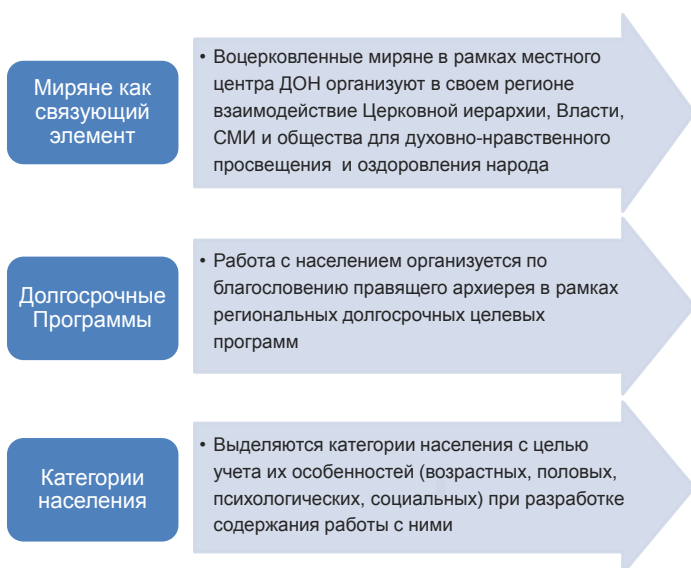 Миряне как
связующий
элемент
• Воцерковленные миряне в рамках местного
центра ДОН организуют в своем регионе
взаимодействие Церковной иерархии, Власти,
СМИ и общества для духовно-нравственного
просвещения и оздоровления народа
Долгосрочные
Программы
• Работа с населением организуется по
благословению правящего архиерея в рамках
региональных долгосрочных целевых
программ
Категории
населения
• Выделяются категории населения с целью
учета их особенностей (возрастных, половых,
психологических, социальных) при разработке
содержания работы с ними